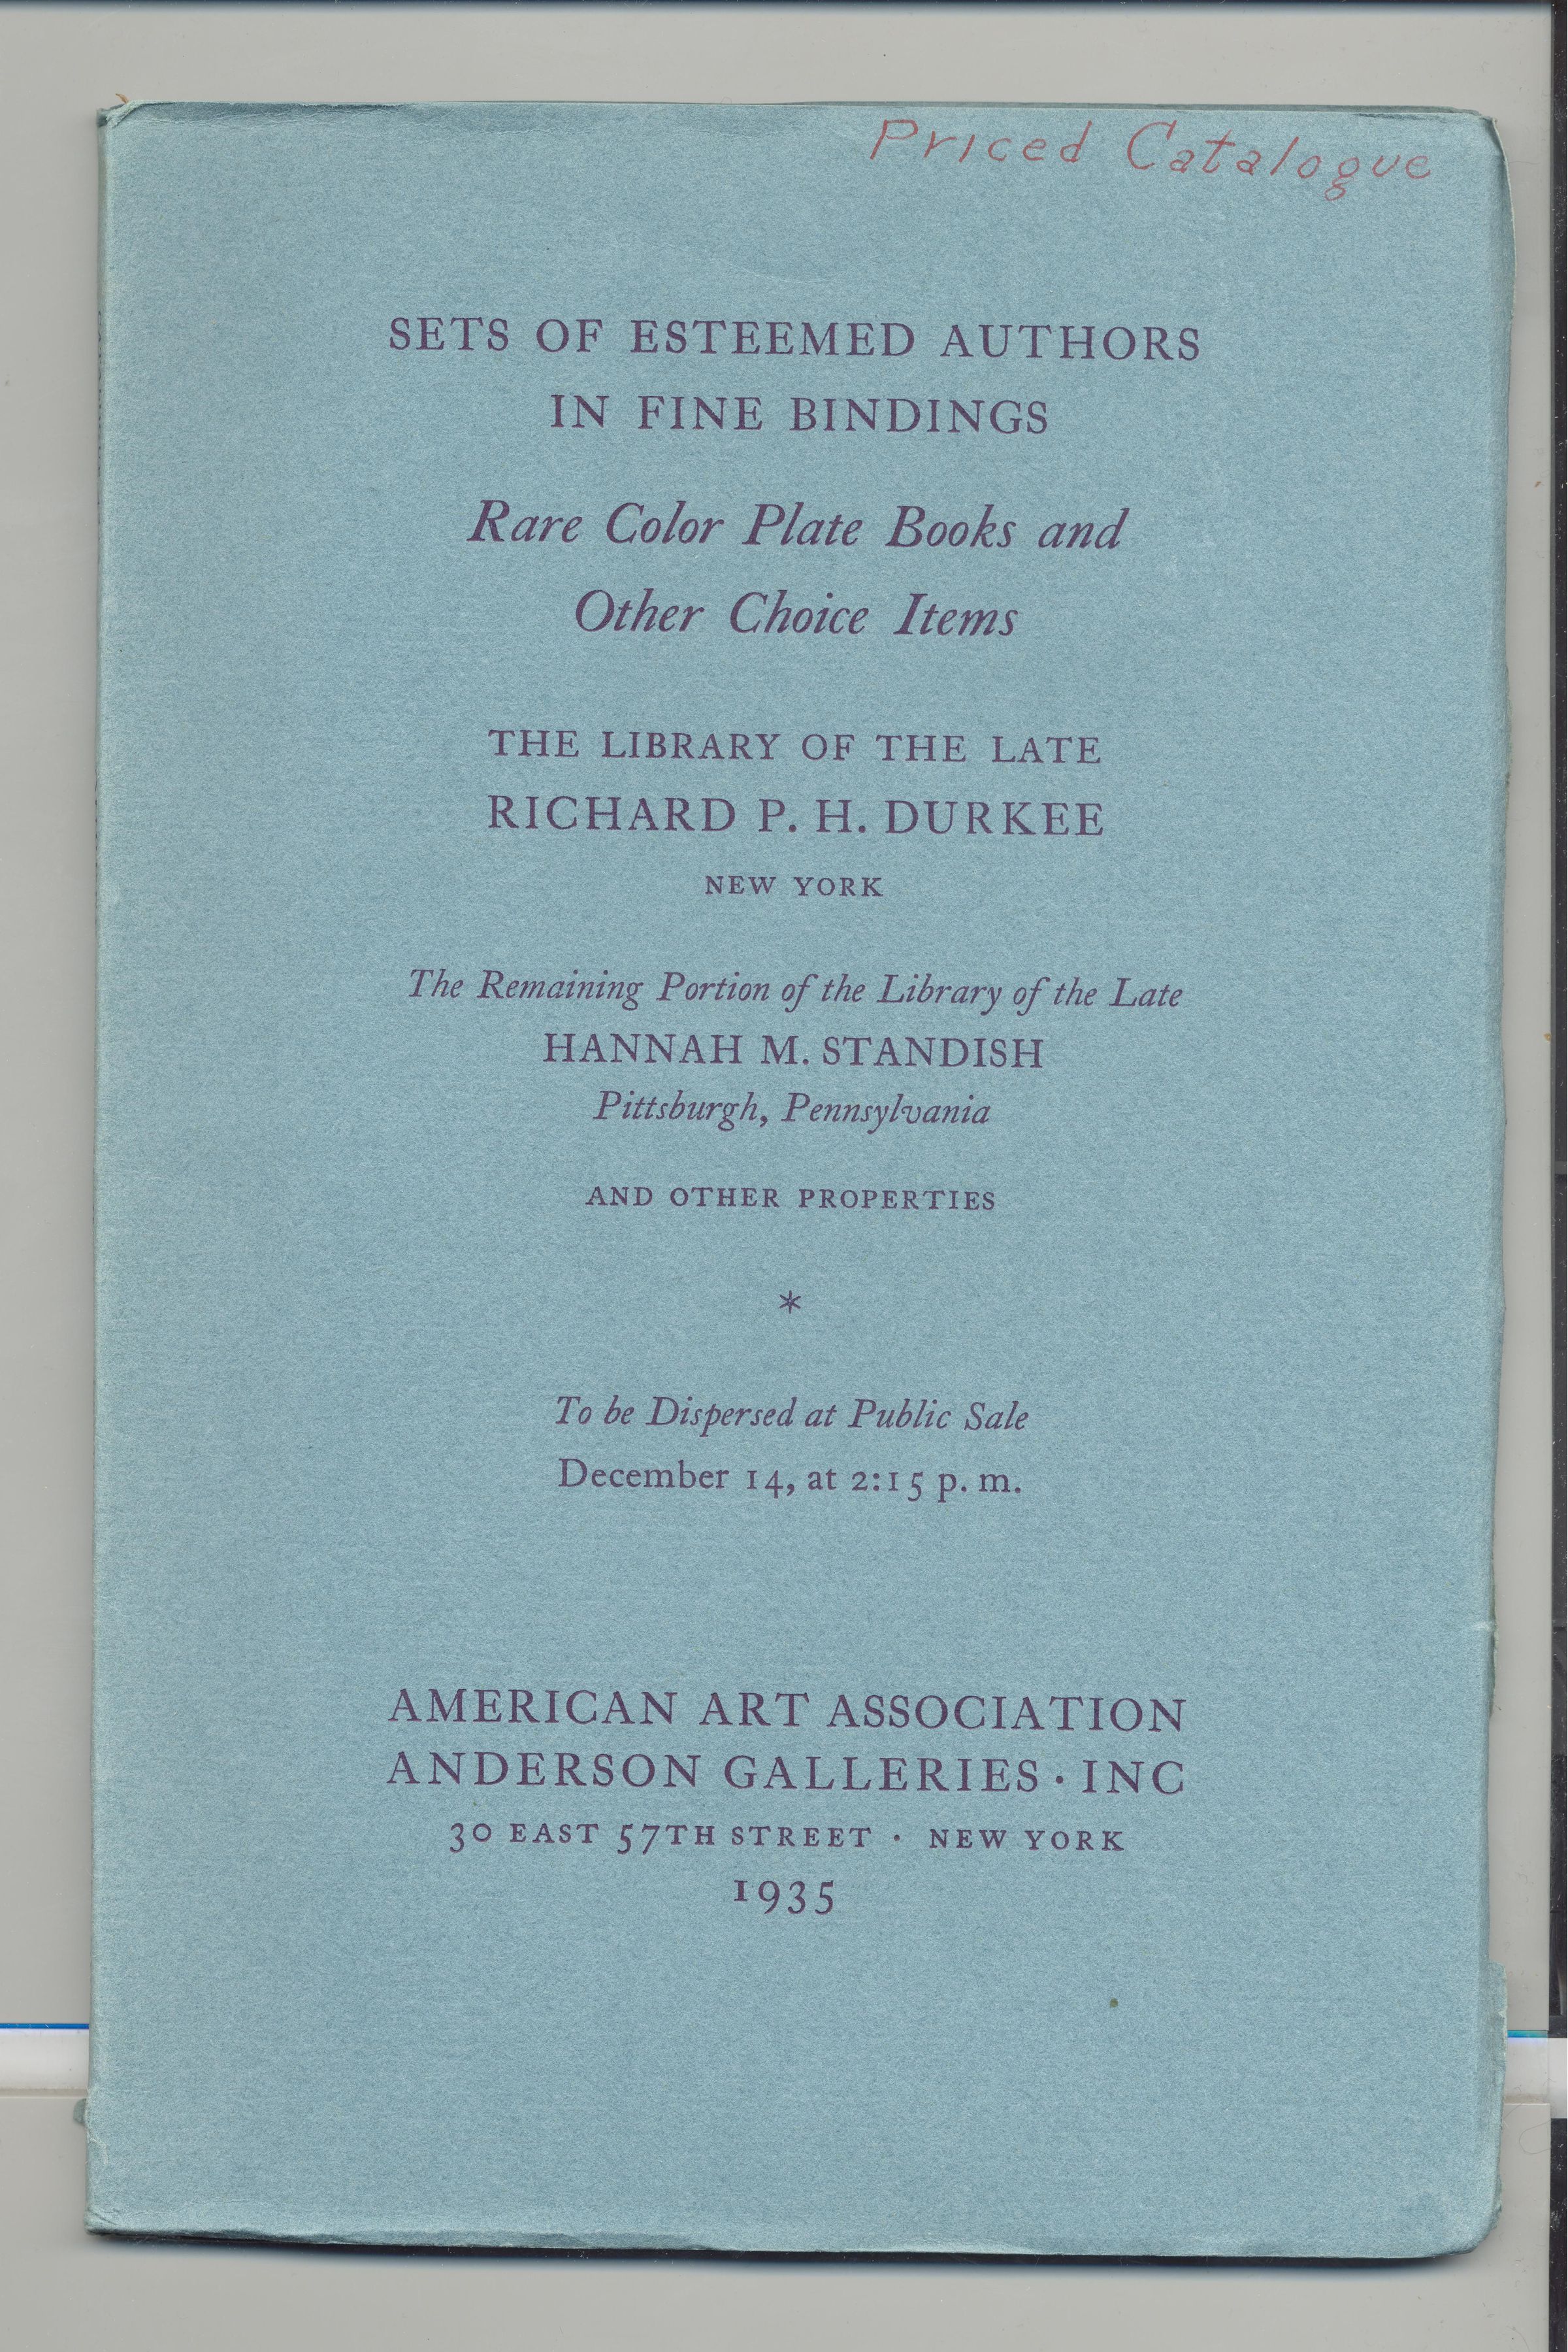 Priced Catalogue
SETS OF ESTEEMED AUTHORS
IN FINE BINDINGS
Rare Color Plate Books and
Other Choice Items
THE LIBRARY OF THE LATE
RICHARD P. H. DURKEE
NEW YORK
The Remaining Portion of the Library of the Late
HANNAH M. STANDISH
Pittsburgh, Pennsylvania
AND OTHER PROPERTIES
*
To be Dispersed at Public Sale
December 14, at 2:15 p. m.
AMERICAN ART ASSOCIATION
ANDERSON GALLERIES · INC
30 EAST 57TH STREET · NEW YORK
1935